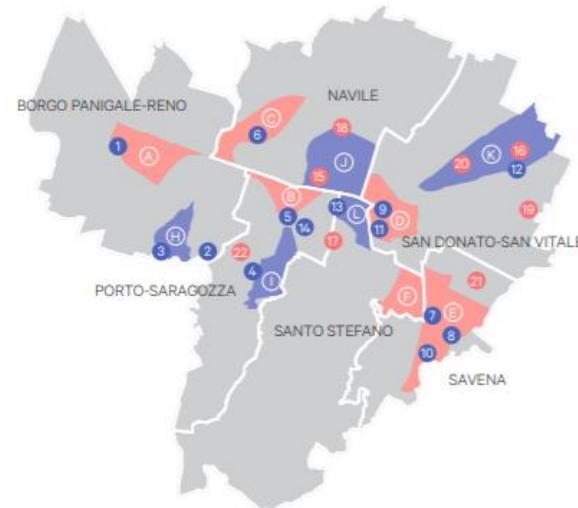 NAVILE
BORGO PANIGALE-RENO
18
C
6
1
A
J
16
K
20
12
15
B
13
L
9
D
19
5
14
11
H
17
SAN DONATO-SAN VITALE
3
2
22
4
I
21
PORTO-SARAGOZZA
F
E
7
SANTO STEFANO
8
10
SAVENA